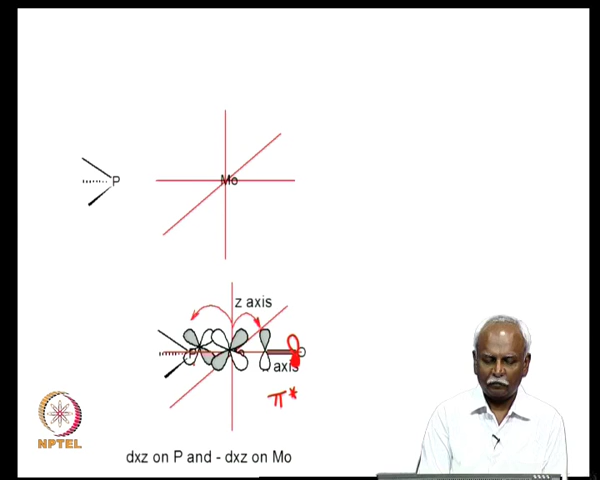 P
Mo
z axis
P
O
axis
π*
NPTEL
dxz on P and - dxz on Mo